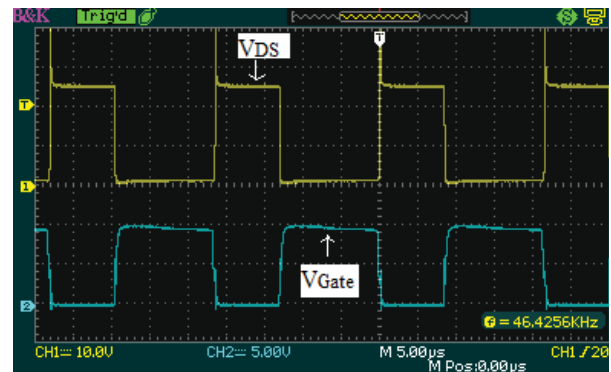 B&K Trig'd
T
VDS
T
1
VGate
2
f = 46.4256KHz
CH1 10.0V CH2 5.00V M 5.00µs CH1 20
M Pos:0.00µs